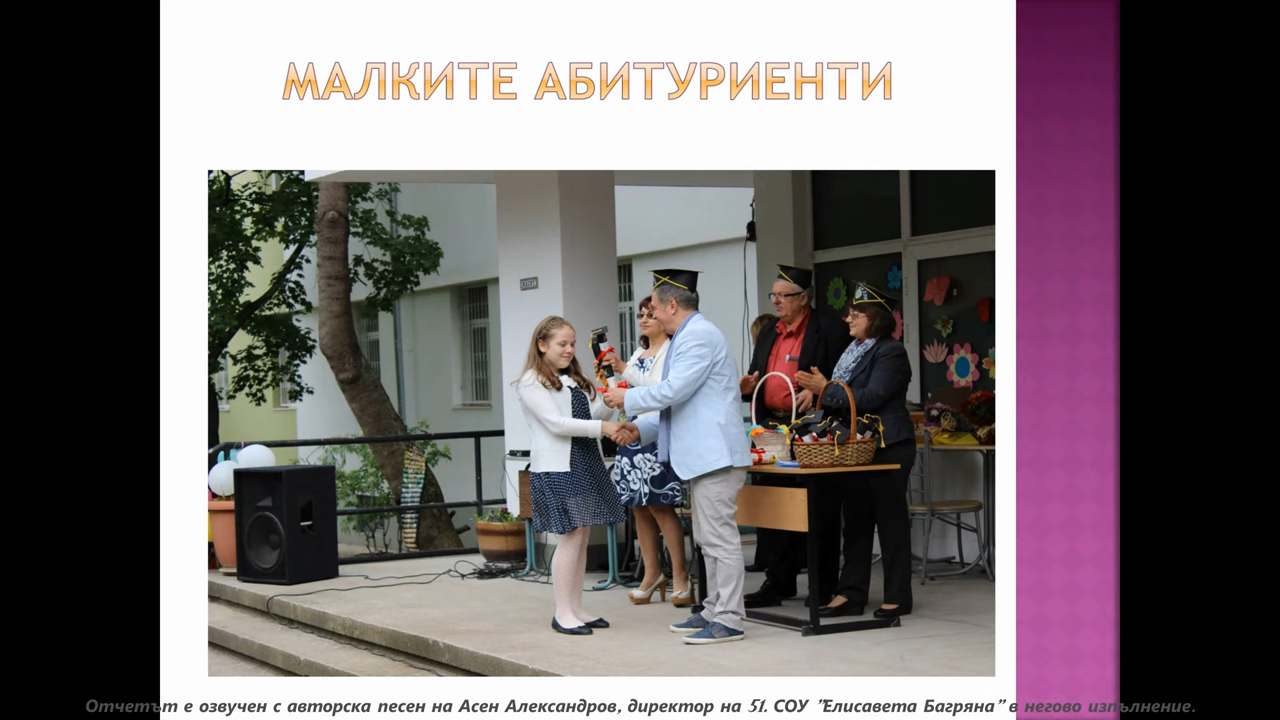 МАЛКИТЕ АБИТУРИЕНТИ
Отчетът е озвучен с авторска песен на Асен Александров, директор на 51. СОУ "Елисавета Багряна" в негово изпълнение.